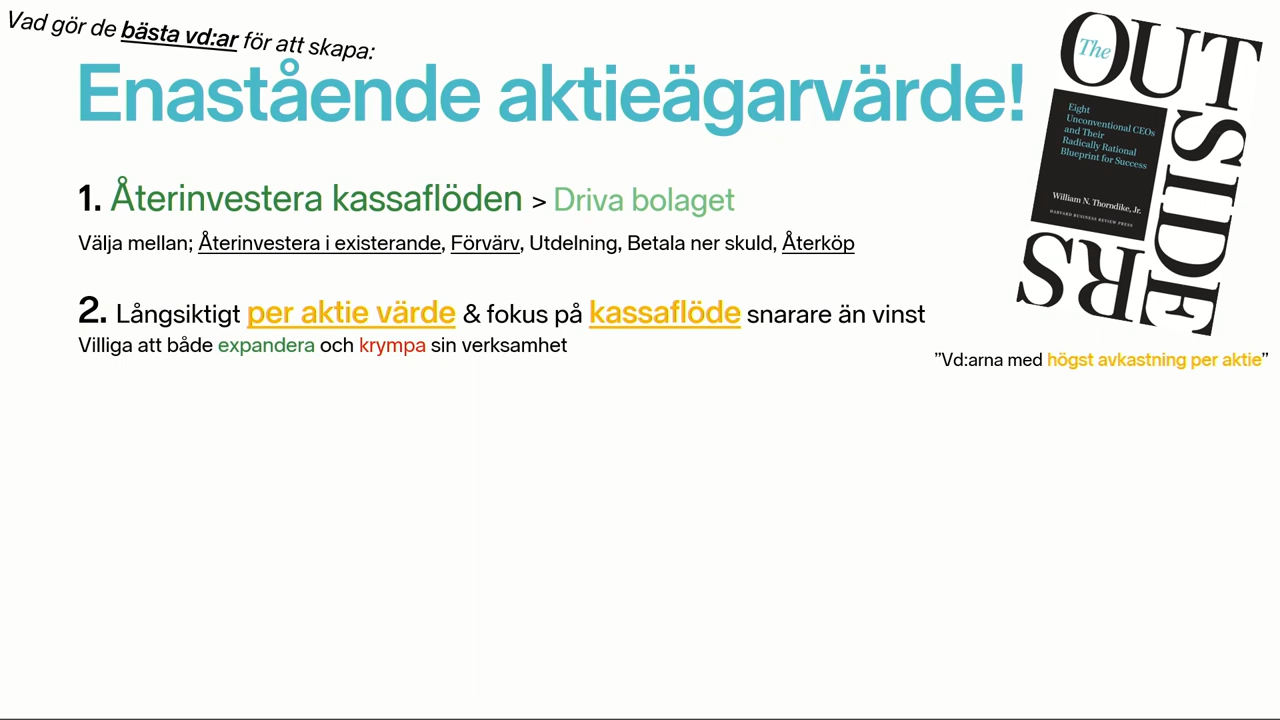 Vad gör de bästa vd:ar för att skapa:
Enastående aktieägarvärde!
1. Återinvestera kassaflöden > Driva bolaget
Välja mellan; Återinvestera i existerande, Förvärv, Utdelning, Betala ner skuld, Återköp
2. Långsiktigt per aktie värde & fokus på kassaflöde snarare än vinst
Villiga att både expandera och krympa sin verksamhet
The
OUT
SIDE
RS
Eight
Unconventional CEOs
and Their
Radically Rational
Blueprint for Success
William N. Thorndike, Jr.
HARVARD BUSINESS REVIEW PRESS
”Vd:arna med högst avkastning per aktie”